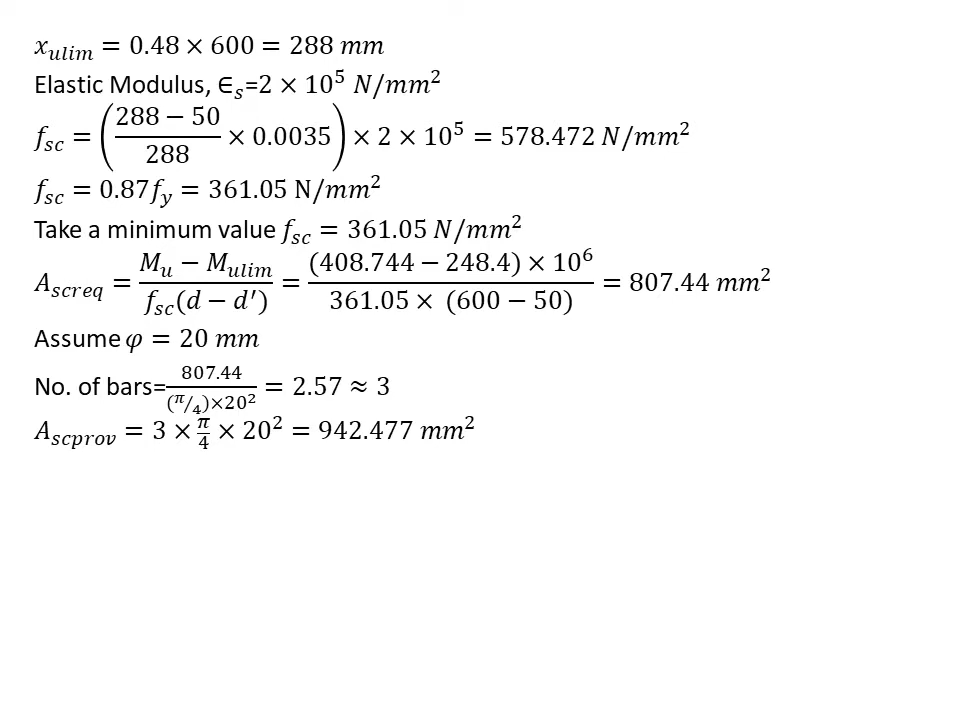 x_ulim = 0.48 × 600 = 288 mm
Elastic Modulus, ∈_s=2 × 10^5 N/mm^2
f_sc = ((288 − 50)/288 × 0.0035) × 2 × 10^5 = 578.472 N/mm^2
f_sc = 0.87f_y = 361.05 N/mm^2
Take a minimum value f_sc = 361.05 N/mm^2
A_screq = (M_u − M_ulim)/(f_sc(d − d′)) = ((408.744 − 248.4) × 10^6)/(361.05 × (600 − 50)) = 807.44 mm^2
Assume φ = 20 mm
No. of bars= 807.44/((π/4)×20^2) = 2.57 ≈ 3
A_scprov = 3 × π/4 × 20^2 = 942.477 mm^2